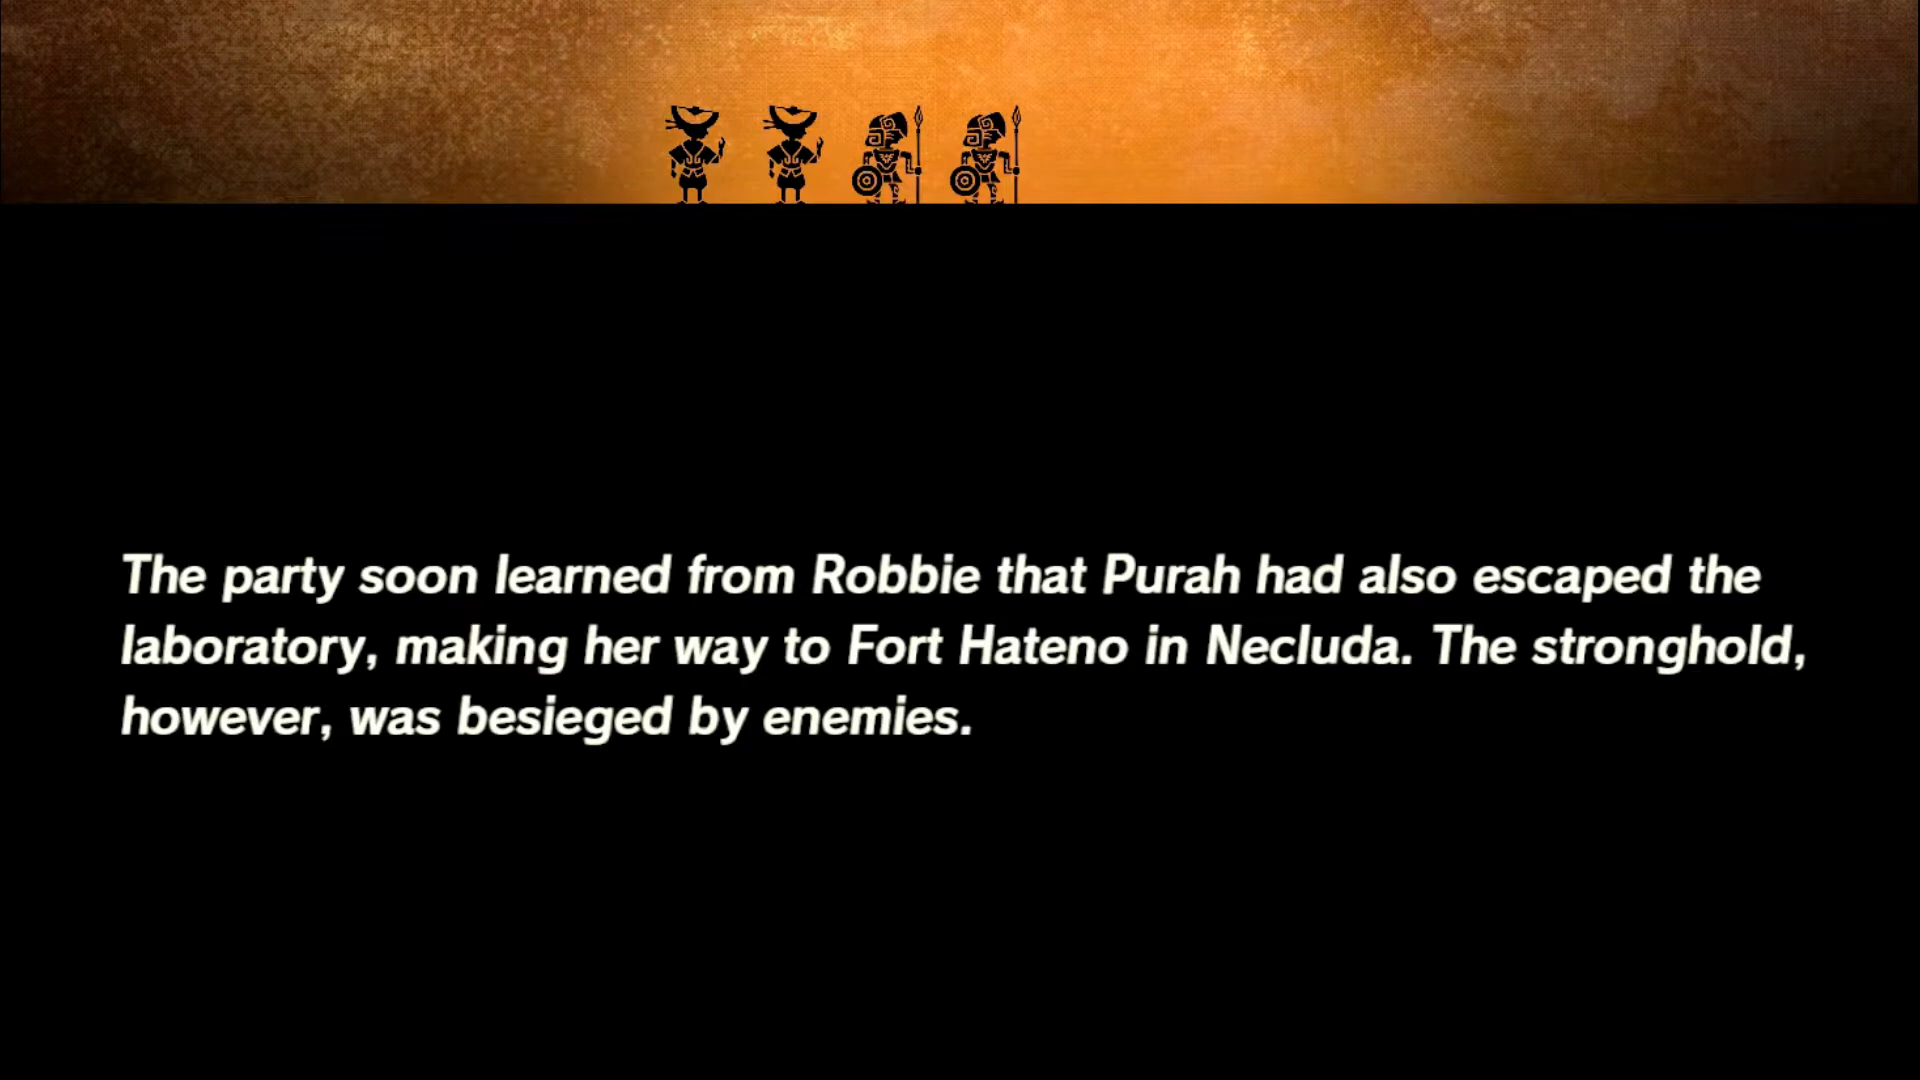 The party soon learned from Robbie that Purah had also escaped the
laboratory, making her way to Fort Hateno in Necluda. The stronghold,
however, was besieged by enemies.